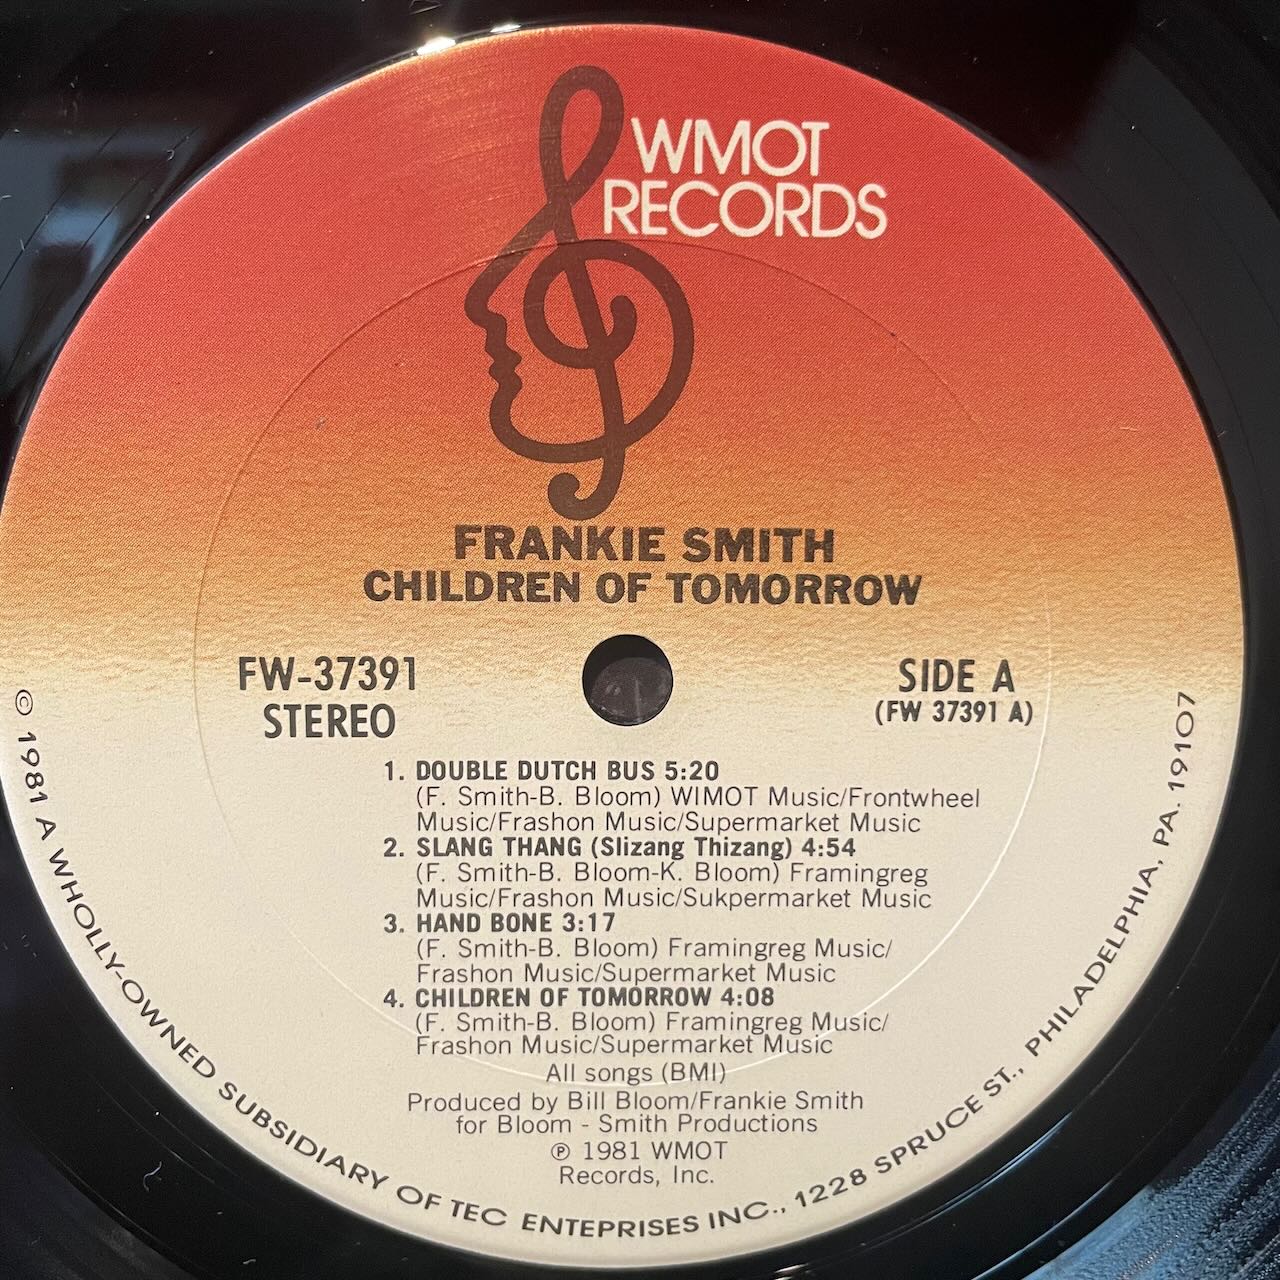 WMOT
RECORDS
FRANKIE SMITH
CHILDREN OF TOMORROW
FW-37391
STEREO
SIDE A
(FW 37391 A)
1. DOUBLE DUTCH BUS 5:20
(F. Smith-B. Bloom) WIMOT Music/Frontwheel
Music/Frashon Music/Supermarket Music
2. SLANG THANG (Slizang Thizang) 4:54
(F. Smith-B. Bloom-K. Bloom) Framingreg
Music/Frashon Music/Sukpermarket Music
3. HAND BONE 3:17
(F. Smith-B. Bloom) Framingreg Music/
Frashon Music/Supermarket Music
4. CHILDREN OF TOMORROW 4:08
(F. Smith-B. Bloom) Framingreg Music/
Frashon Music/Supermarket Music
All songs (BMI)
Produced by Bill Bloom/Frankie Smith
for Bloom - Smith Productions
℗ 1981 WMOT
Records, Inc.
© 1981 A WHOLLY-OWNED SUBSIDIARY OF TEC ENTEPRISES INC., 1228 SPRUCE ST., PHILADELPHIA, PA. 19107